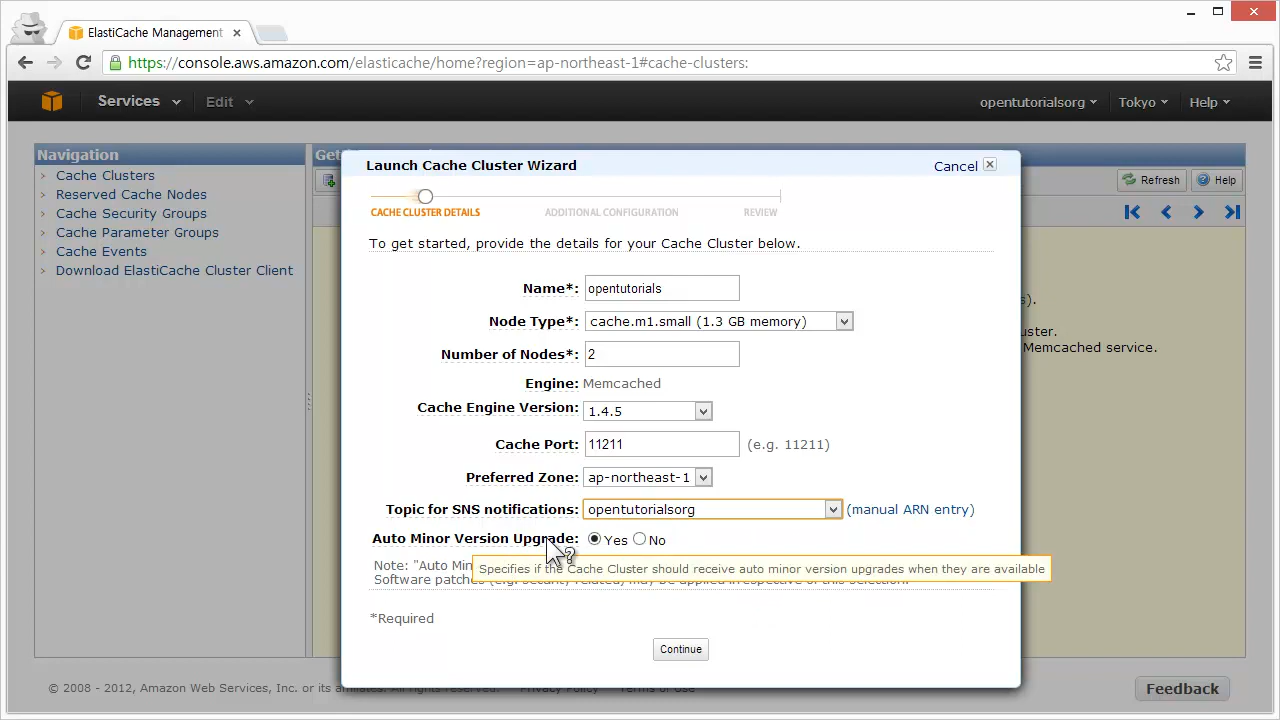 ElastiCache Management
https://console.aws.amazon.com/elasticache/home?region=ap-northeast-1#cache-clusters:
Services Edit opentutorialsorg Tokyo Help
Navigation
Cache Clusters
Reserved Cache Nodes
Cache Security Groups
Cache Parameter Groups
Cache Events
Download ElastiCache Cluster Client
Get
Refresh Help
s).
uster.
Memcached service.
Launch Cache Cluster Wizard Cancel
CACHE CLUSTER DETAILS ADDITIONAL CONFIGURATION REVIEW
To get started, provide the details for your Cache Cluster below.
Name*: opentutorials
Node Type*: cache.m1.small (1.3 GB memory)
Number of Nodes*: 2
Engine: Memcached
Cache Engine Version: 1.4.5
Cache Port: 11211 (e.g. 11211)
Preferred Zone: ap-northeast-1
Topic for SNS notifications: opentutorialsorg (manual ARN entry)
Auto Minor Version Upgrade: Yes No
Note: "Auto Min
Specifies if the Cache Cluster should receive auto minor version upgrades when they are available
Software patches (e.g. security related) may be applied irrespective of this selection.
*Required
Continue
© 2008 - 2012, Amazon Web Services, Inc. or its affiliates. All rights reserved. Privacy Policy Terms of Use
Feedback